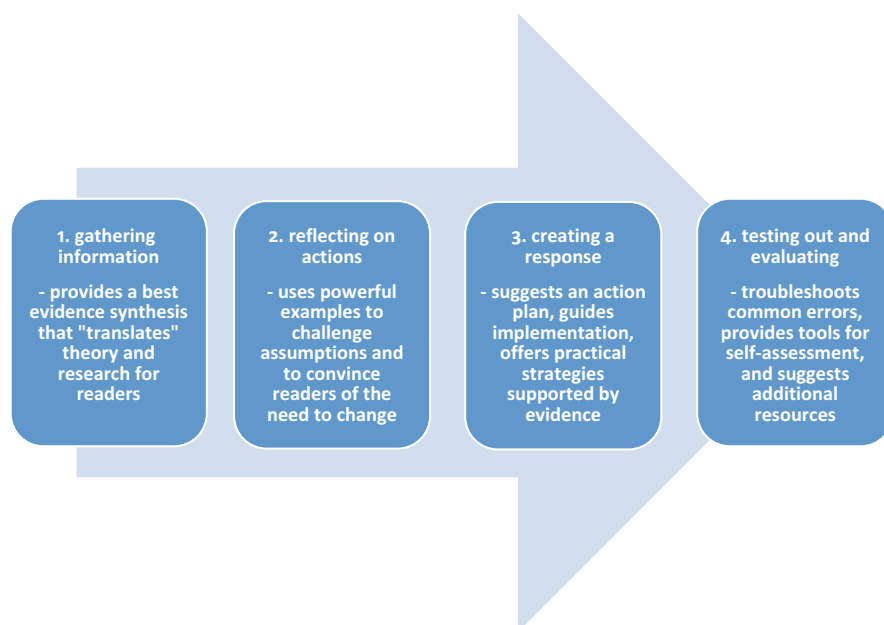 1. gathering
information
- provides a best
evidence synthesis
that "translates"
theory and
research for
readers
2. reflecting on
actions
- uses powerful
examples to
challenge
assumptions and
to convince
readers of the
need to change
3. creating a
response
- suggests an action
plan, guides
implementation,
offers practical
strategies
supported by
evidence
4. testing out and
evaluating
- troubleshoots
common errors,
provides tools for
self-assessment,
and suggests
additional
resources